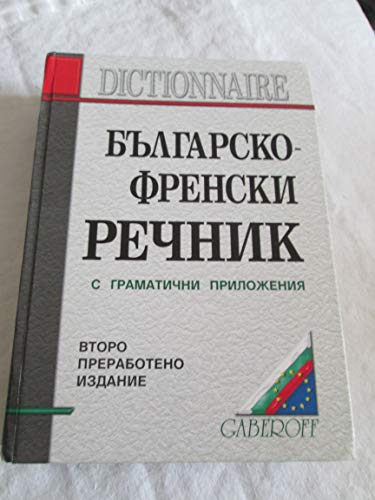 DICTIONNAIRE
БЪЛГАРСКО-
ФРЕНСКИ
РЕЧНИК
С ГРАМАТИЧНИ ПРИЛОЖЕНИЯ
ВТОРО
ПРЕРАБОТЕНО
ИЗДАНИЕ
GABEROFF